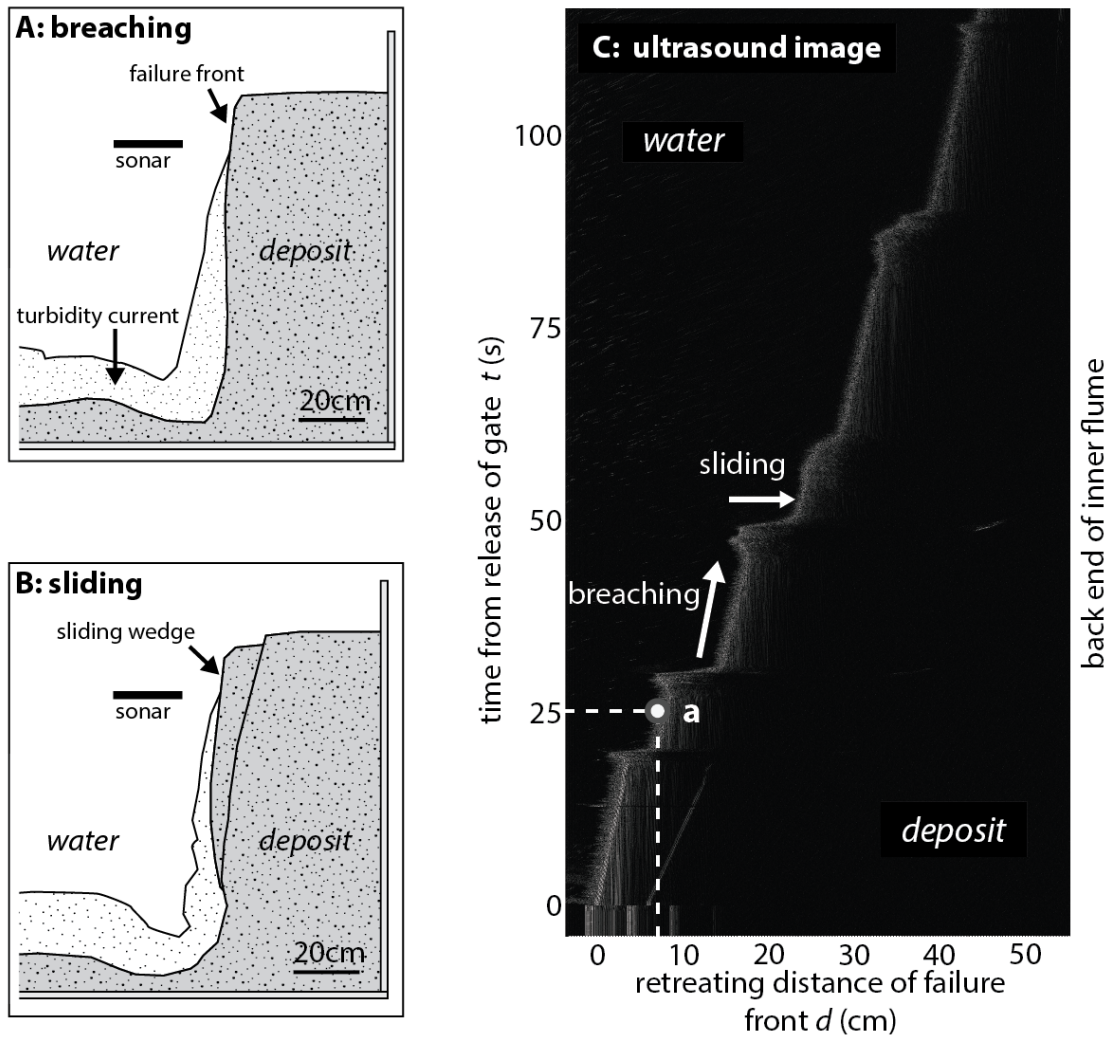 A: breaching
failure front
sonar
water
deposit
turbidity current
20cm
B: sliding
sliding wedge
sonar
water
deposit
20cm
C: ultrasound image
water
sliding
breaching
a
deposit
100
75
50
25
0
time from release of gate t (s)
0 10 20 30 40 50
retreating distance of failure
front d (cm)
back end of inner flume